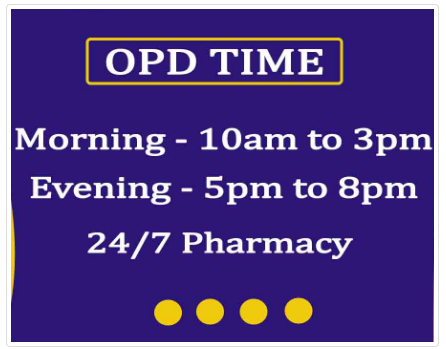 OPD TIME
Morning - 10am to 3pm
Evening - 5pm to 8pm
24/7 Pharmacy